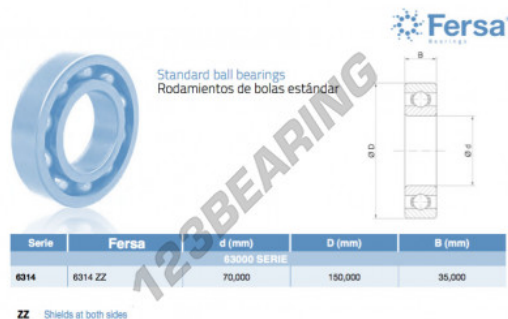 Fersa
Bearings
Standard ball bearings
Rodamientos de bolas estándar
B
Ø D
Ø d
123BEARING
Serie Fersa d (mm) D (mm) B (mm)
63000 SERIE
6314 6314 ZZ 70,000 150,000 35,000
ZZ Shields at both sides